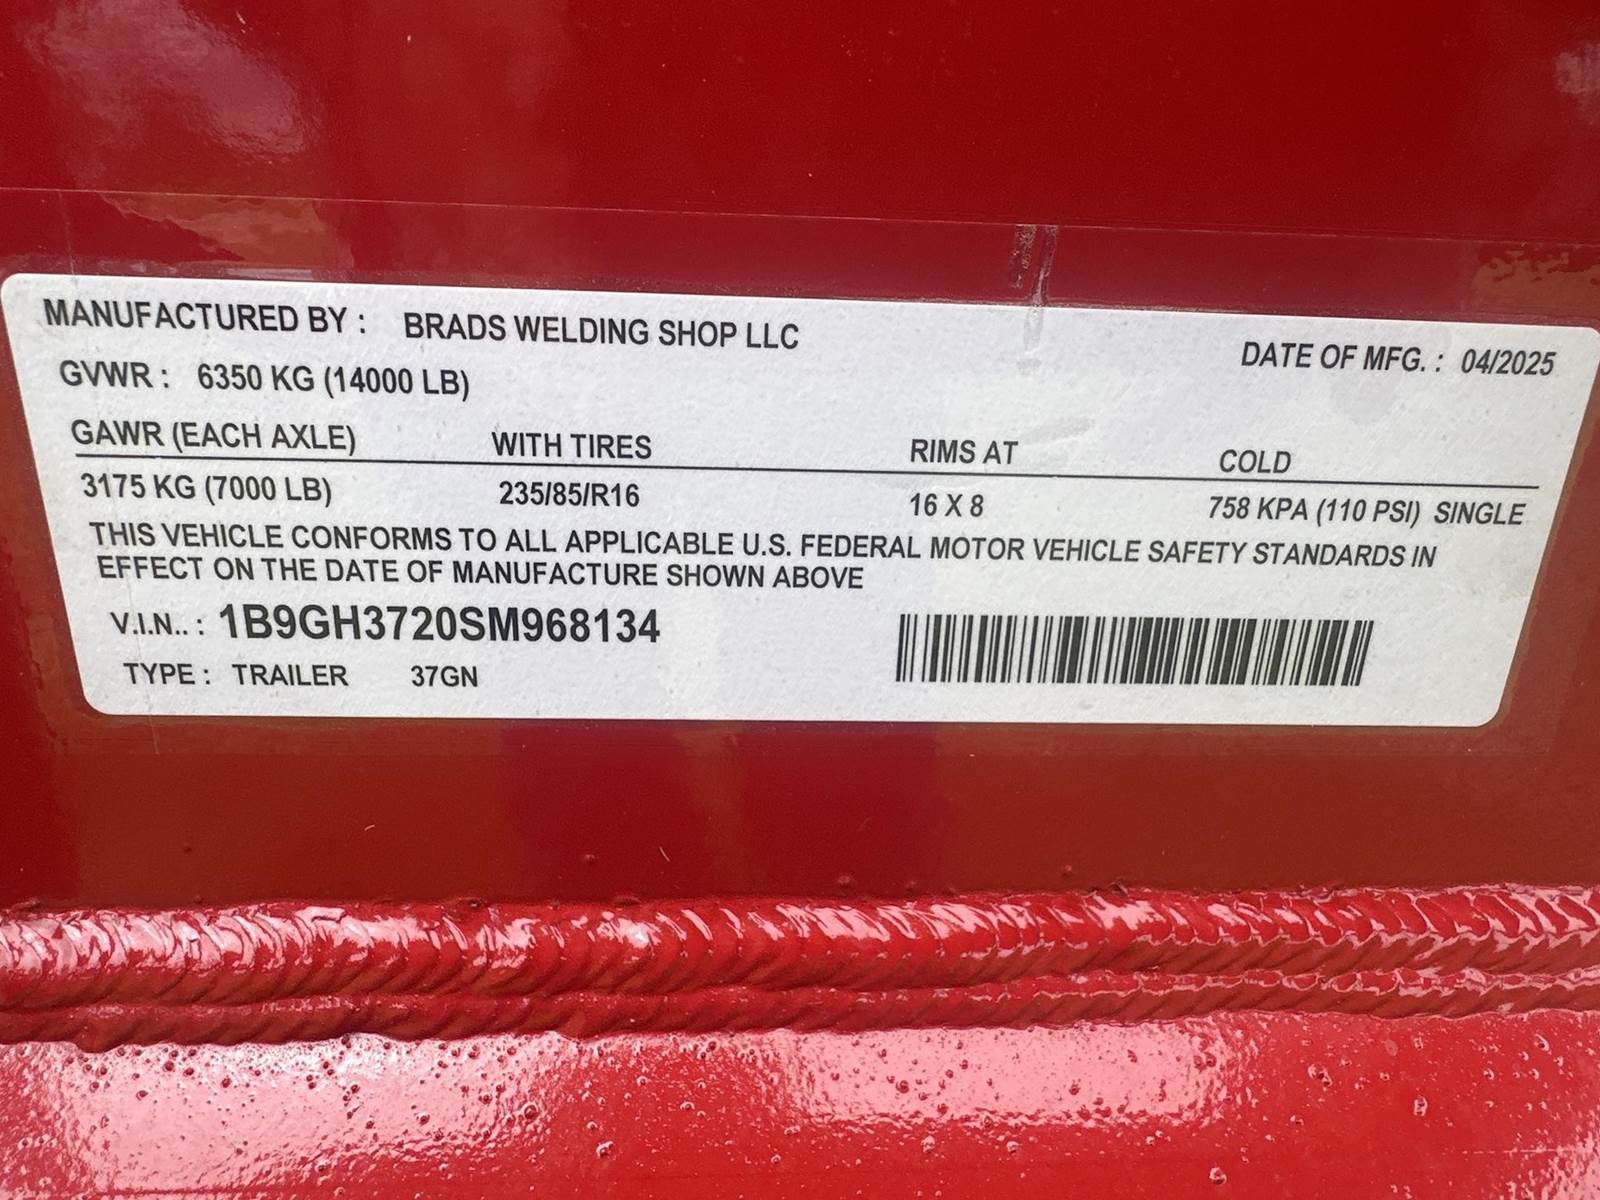 MANUFACTURED BY : BRADS WELDING SHOP LLC
DATE OF MFG. : 04/2025
GVWR : 6350 KG (14000 LB)
GAWR (EACH AXLE) WITH TIRES RIMS AT COLD
3175 KG (7000 LB) 235/85/R16 16 X 8 758 KPA (110 PSI) SINGLE
THIS VEHICLE CONFORMS TO ALL APPLICABLE U.S. FEDERAL MOTOR VEHICLE SAFETY STANDARDS IN
EFFECT ON THE DATE OF MANUFACTURE SHOWN ABOVE
V.I.N.. : 1B9GH3720SM968134
TYPE : TRAILER 37GN